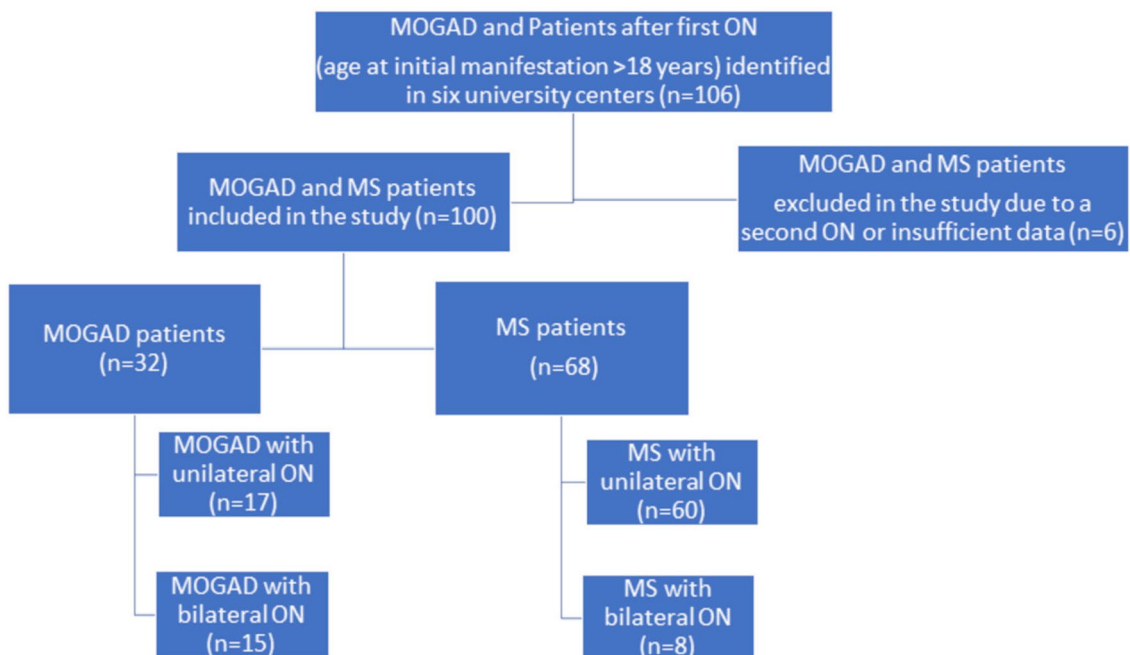 MOGAD and Patients after first ON
(age at initial manifestation >18 years) identified
in six university centers (n=106)
MOGAD and MS patients
included in the study (n=100)
MOGAD and MS patients
excluded in the study due to a
second ON or insufficient data (n=6)
MOGAD patients
(n=32)
MS patients
(n=68)
MOGAD with
unilateral ON
(n=17)
MS with
unilateral ON
(n=60)
MOGAD with
bilateral ON
(n=15)
MS with
bilateral ON
(n=8)